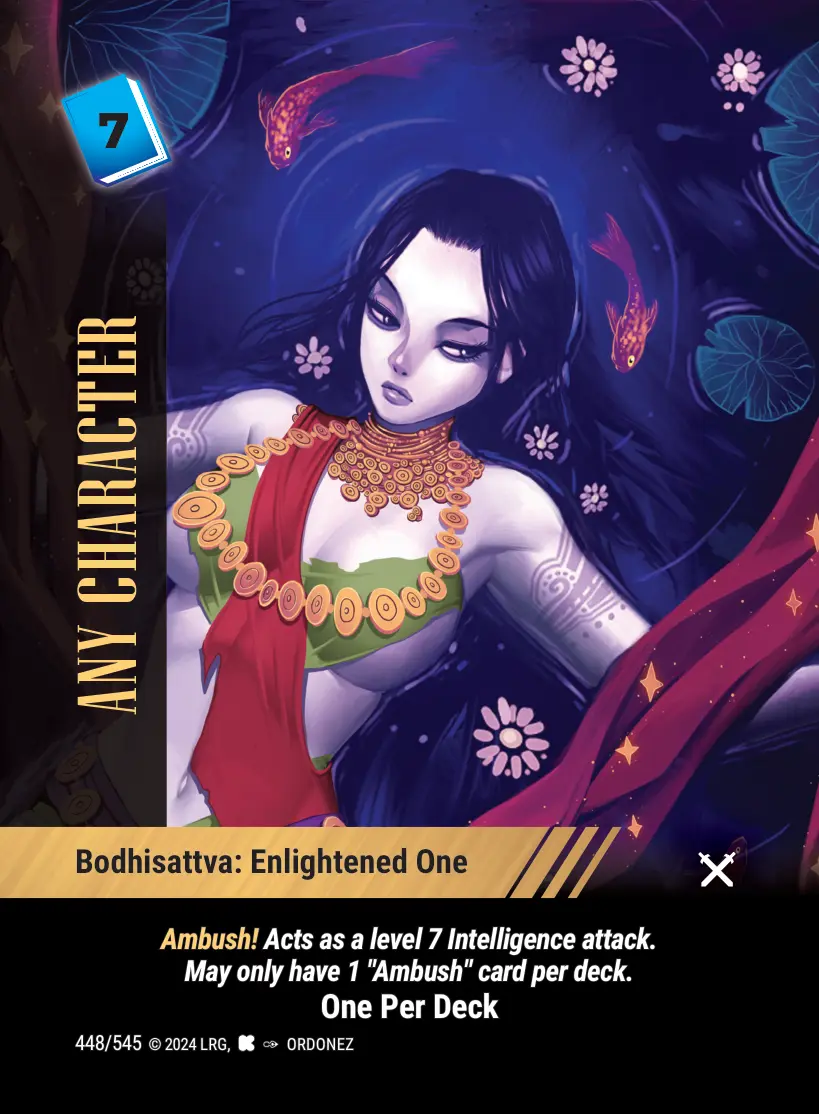 7
ANY CHARACTER
Bodhisattva: Enlightened One
Ambush! Acts as a level 7 Intelligence attack.
May only have 1 "Ambush" card per deck.
One Per Deck
448/545 © 2024 LRG, ORDONEZ